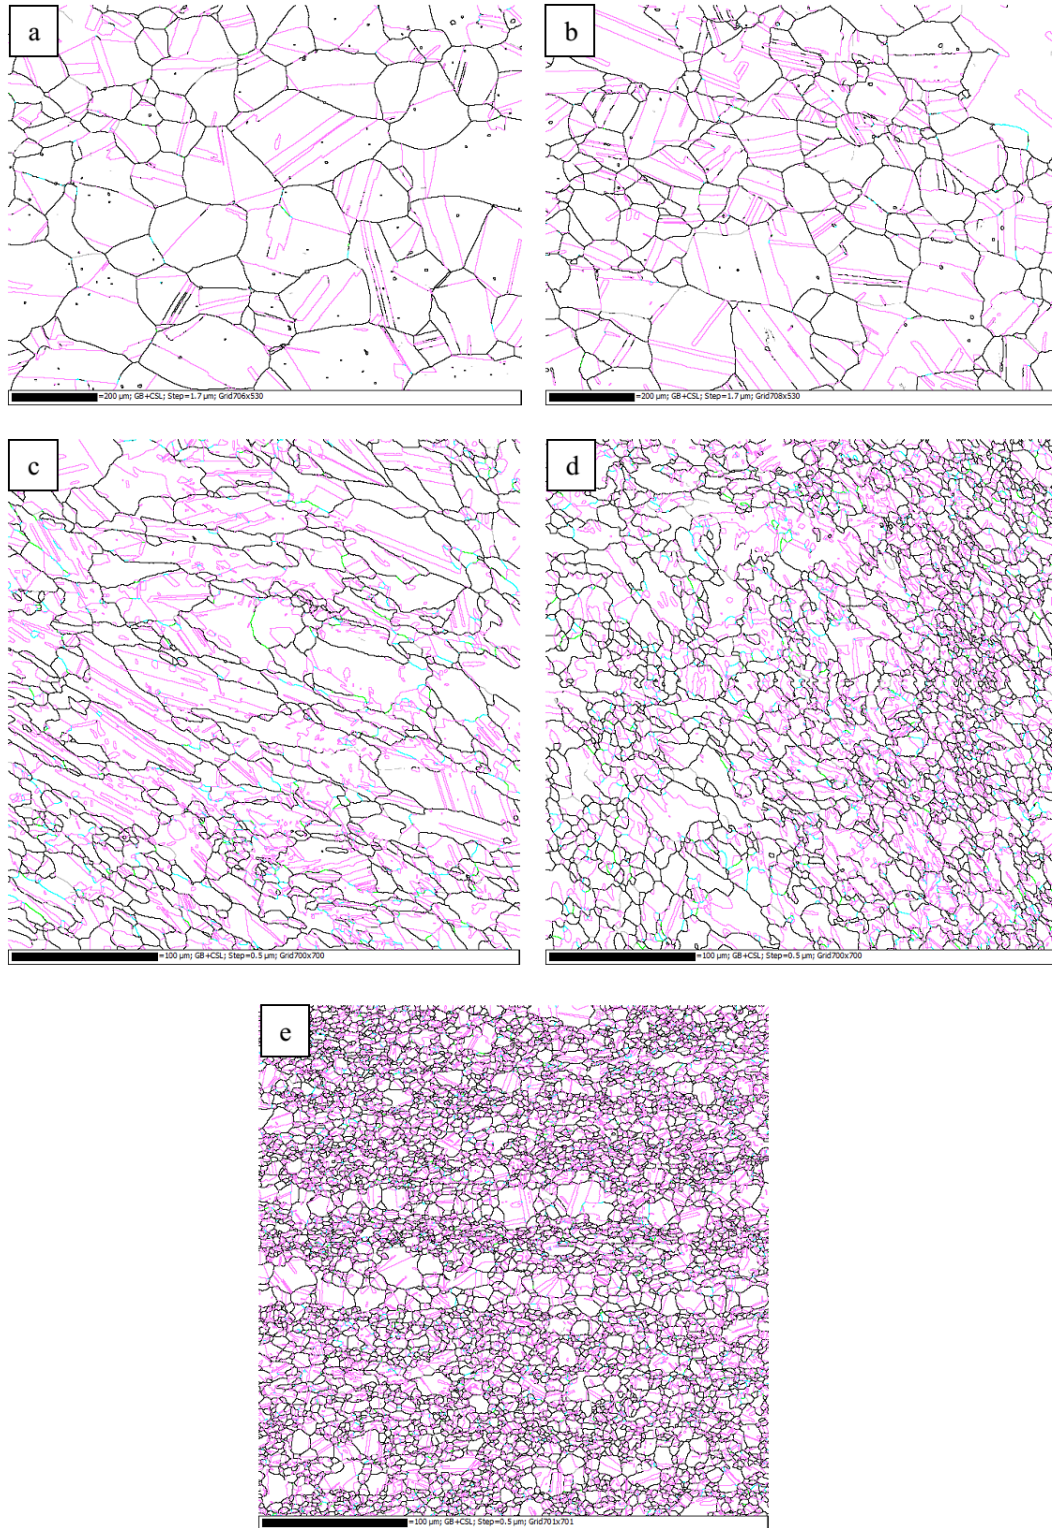 a
b
=200 µm; GB+CSL; Step=1.7 µm; Grid706x530
=200 µm; GB+CSL; Step=1.7 µm; Grid708x530
c
d
=100 µm; GB+CSL; Step=0.5 µm; Grid700x700
=100 µm; GB+CSL; Step=0.5 µm; Grid700x700
e
=100 µm; GB+CSL; Step=0.5 µm; Grid701x701